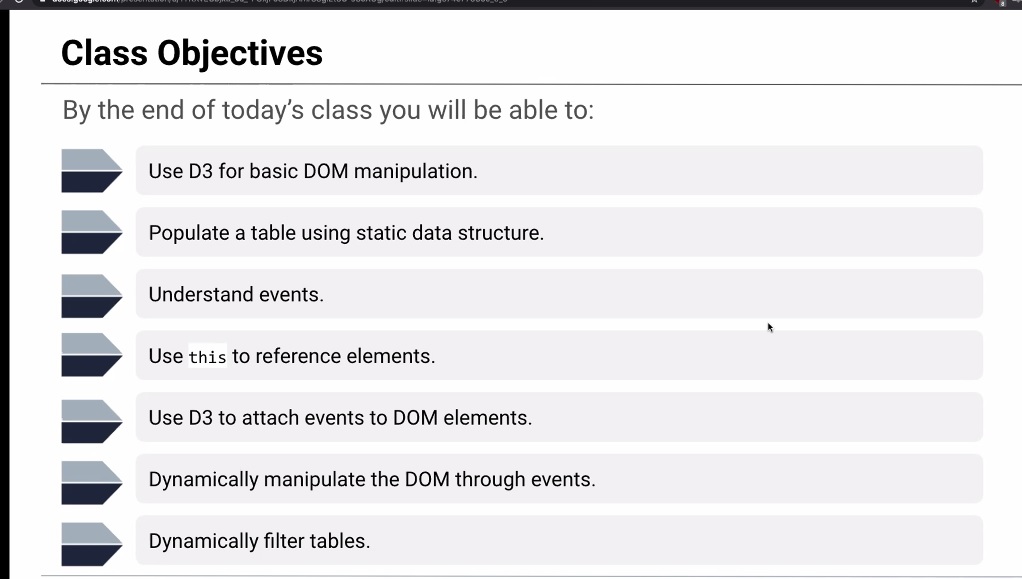 Class Objectives
By the end of today's class you will be able to:
Use D3 for basic DOM manipulation.
Populate a table using static data structure.
Understand events.
Use this to reference elements.
Use D3 to attach events to DOM elements.
Dynamically manipulate the DOM through events.
Dynamically filter tables.